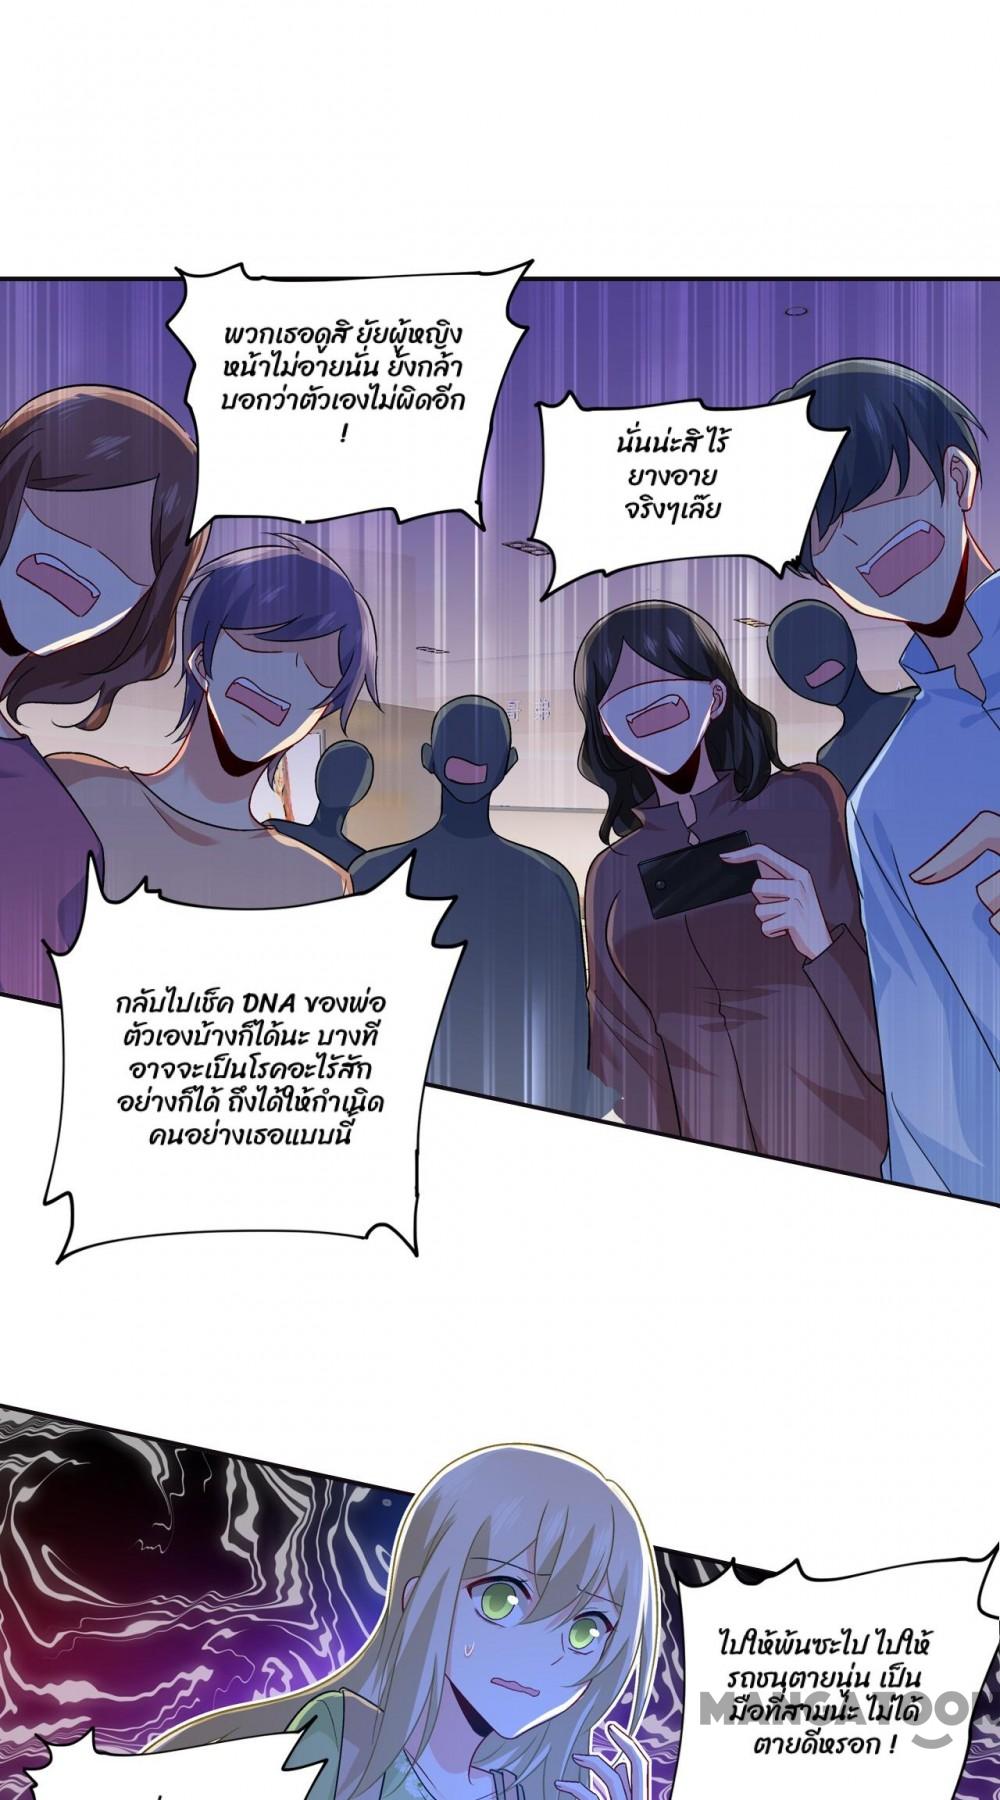 พวกเธอดูสิ ยัยผู้หญิง
หน้าไม่อายนั่น ยังกล้า
บอกว่าตัวเองไม่ผิดอีก
!
นั่นน่ะสิ ไร้
ยางอาย
จริงๆเล๊ย
哥弟
กลับไปเช็ค DNA ของพ่อ
ตัวเองบ้างก็ได้นะ บางที
อาจจะเป็นโรคอะไรสัก
อย่างก็ได้ ถึงได้ให้กำเนิด
คนอย่างเธอแบบนี้
ไปให้พ้นซะไป ไปให้
รถชนตายนู่น เป็น
มือที่สามน่ะ ไม่ได้
ตายดีหรอก !
MANGATOON